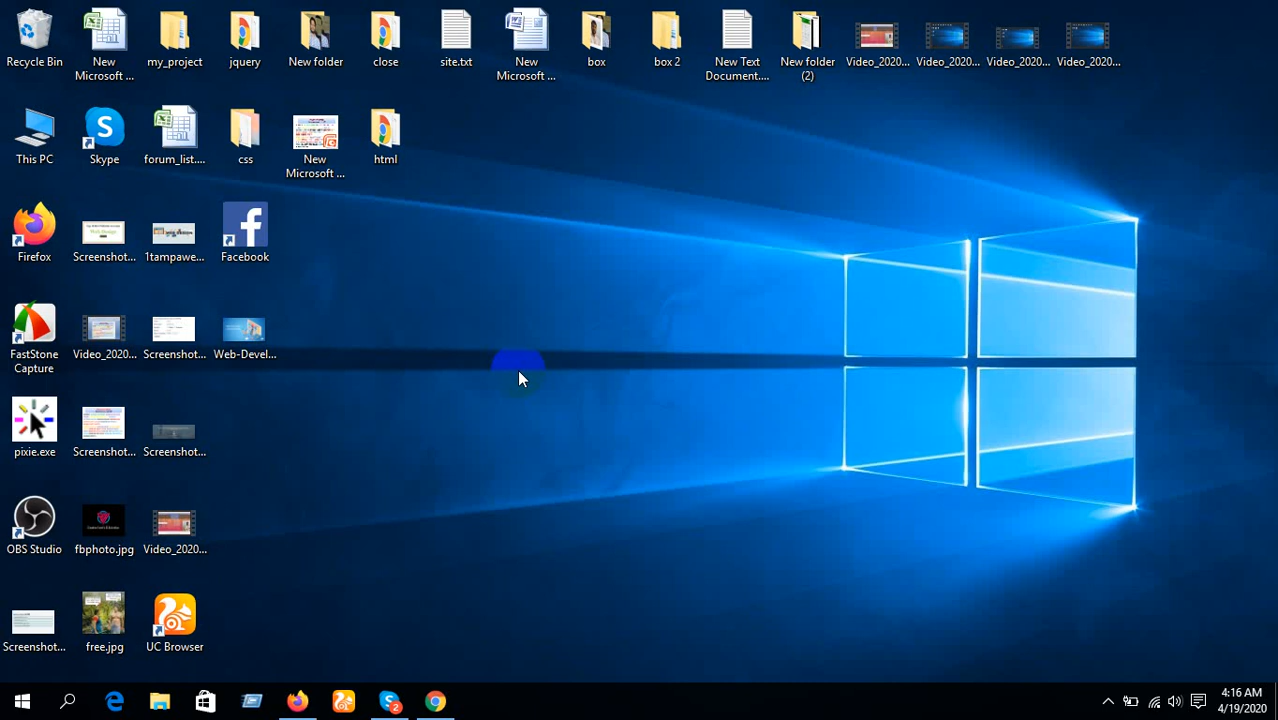 Recycle Bin
New
Microsoft ...
my_project
jquery
New folder
close
site.txt
New
Microsoft ...
box
box 2
New Text
Document....
New folder
(2)
Video_2020...
Video_2020...
Video_2020...
Video_2020...
This PC
Skype
forum_list....
css
New
Microsoft ...
html
Firefox
Screenshot...
1tampawe...
Facebook
FastStone
Capture
Video_2020...
Screenshot...
Web-Devel...
pixie.exe
Screenshot...
Screenshot...
OBS Studio
fbphoto.jpg
Video_2020...
Screenshot...
free.jpg
UC Browser
2
4:16 AM
4/19/2020